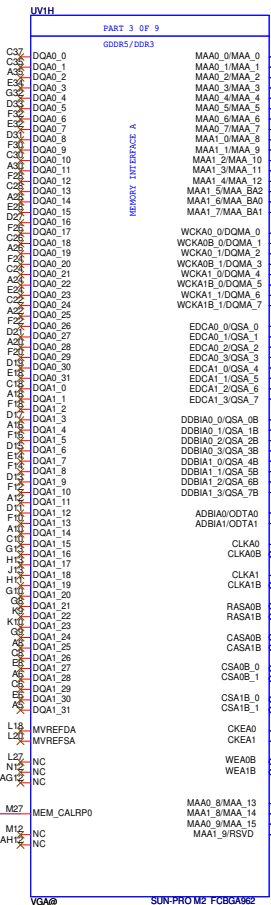 UV1H
PART 3 OF 9
GDDR5/DDR3
MEMORY INTERFACE A
C37 DQA0_0
C35 DQA0_1
A35 DQA0_2
E34 DQA0_3
G32 DQA0_4
D33 DQA0_5
F32 DQA0_6
E32 DQA0_7
D31 DQA0_8
F30 DQA0_9
C30 DQA0_10
A30 DQA0_11
F28 DQA0_12
C28 DQA0_13
A28 DQA0_14
E28 DQA0_15
D27 DQA0_16
F26 DQA0_17
C26 DQA0_18
A26 DQA0_19
F24 DQA0_20
C24 DQA0_21
A24 DQA0_22
E24 DQA0_23
C22 DQA0_24
A22 DQA0_25
F22 DQA0_26
D21 DQA0_27
A20 DQA0_28
F20 DQA0_29
D19 DQA0_30
E18 DQA0_31
C18 DQA1_0
A18 DQA1_1
F18 DQA1_2
D17 DQA1_3
A16 DQA1_4
F16 DQA1_5
D15 DQA1_6
E14 DQA1_7
F14 DQA1_8
D13 DQA1_9
F12 DQA1_10
A12 DQA1_11
D11 DQA1_12
F10 DQA1_13
A10 DQA1_14
C10 DQA1_15
G13 DQA1_16
H13 DQA1_17
J13 DQA1_18
H11 DQA1_19
G10 DQA1_20
G8 DQA1_21
K9 DQA1_22
K10 DQA1_23
G9 DQA1_24
A8 DQA1_25
C8 DQA1_26
E8 DQA1_27
A6 DQA1_28
C6 DQA1_29
E6 DQA1_30
A5 DQA1_31
L18 MVREFDA
L20 MVREFSA
L27 NC
N12 NC
AG12 NC
M27 MEM_CALRP0
M12 NC
AH12 NC
MAA0_0/MAA_0
MAA0_1/MAA_1
MAA0_2/MAA_2
MAA0_3/MAA_3
MAA0_4/MAA_4
MAA0_5/MAA_5
MAA0_6/MAA_6
MAA0_7/MAA_7
MAA1_0/MAA_8
MAA1_1/MAA_9
MAA1_2/MAA_10
MAA1_3/MAA_11
MAA1_4/MAA_12
MAA1_5/MAA_BA2
MAA1_6/MAA_BA0
MAA1_7/MAA_BA1
WCKA0_0/DQMA_0
WCKA0B_0/DQMA_1
WCKA0_1/DQMA_2
WCKA0B_1/DQMA_3
WCKA1_0/DQMA_4
WCKA1B_0/DQMA_5
WCKA1_1/DQMA_6
WCKA1B_1/DQMA_7
EDCA0_0/QSA_0
EDCA0_1/QSA_1
EDCA0_2/QSA_2
EDCA0_3/QSA_3
EDCA1_0/QSA_4
EDCA1_1/QSA_5
EDCA1_2/QSA_6
EDCA1_3/QSA_7
DDBIA0_0/QSA_0B
DDBIA0_1/QSA_1B
DDBIA0_2/QSA_2B
DDBIA0_3/QSA_3B
DDBIA1_0/QSA_4B
DDBIA1_1/QSA_5B
DDBIA1_2/QSA_6B
DDBIA1_3/QSA_7B
ADBIA0/ODTA0
ADBIA1/ODTA1
CLKA0
CLKA0B
CLKA1
CLKA1B
RASA0B
RASA1B
CASA0B
CASA1B
CSA0B_0
CSA0B_1
CSA1B_0
CSA1B_1
CKEA0
CKEA1
WEA0B
WEA1B
MAA0_8/MAA_13
MAA1_8/MAA_14
MAA0_9/MAA_15
MAA1_9/RSVD
VGA@ SUN-PRO M2 FCBGA962